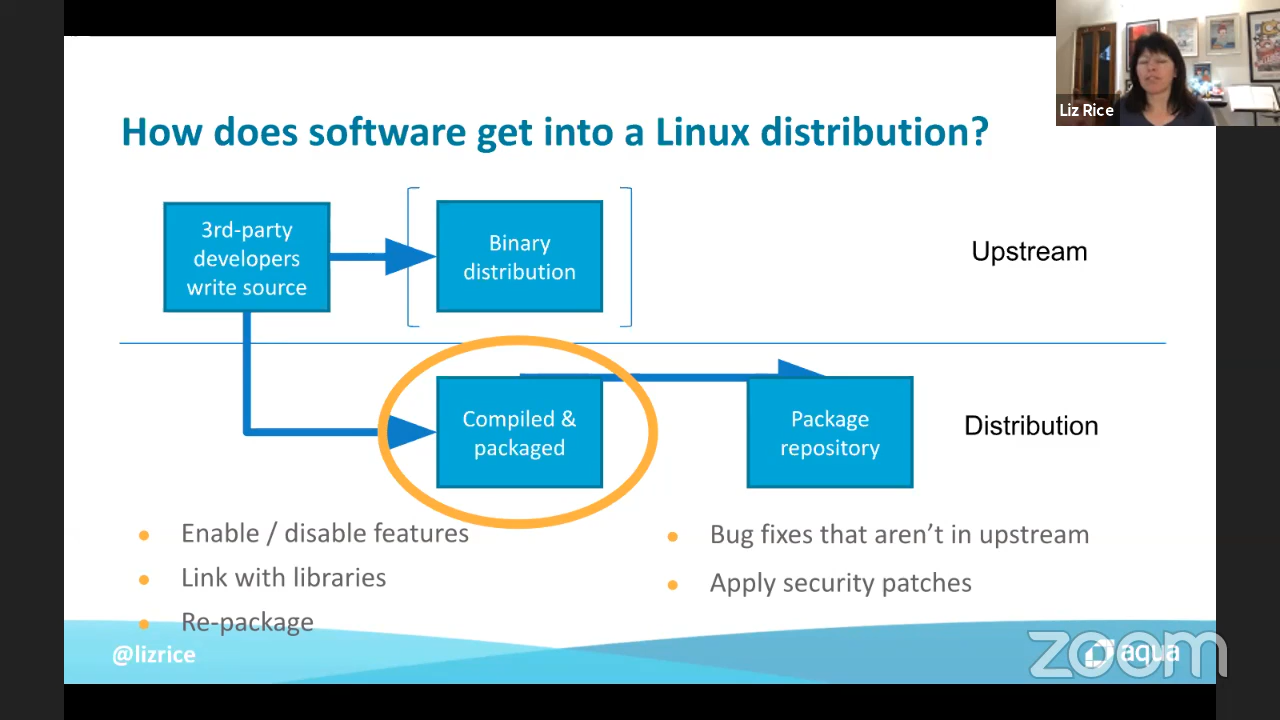 Liz Rice
How does software get into a Linux distribution?
3rd-party
developers
write source
Binary
distribution
Upstream
Compiled &
packaged
Package
repository
Distribution
Enable / disable features
Link with libraries
Re-package
Bug fixes that aren’t in upstream
Apply security patches
@lizrice
aqua
zoom